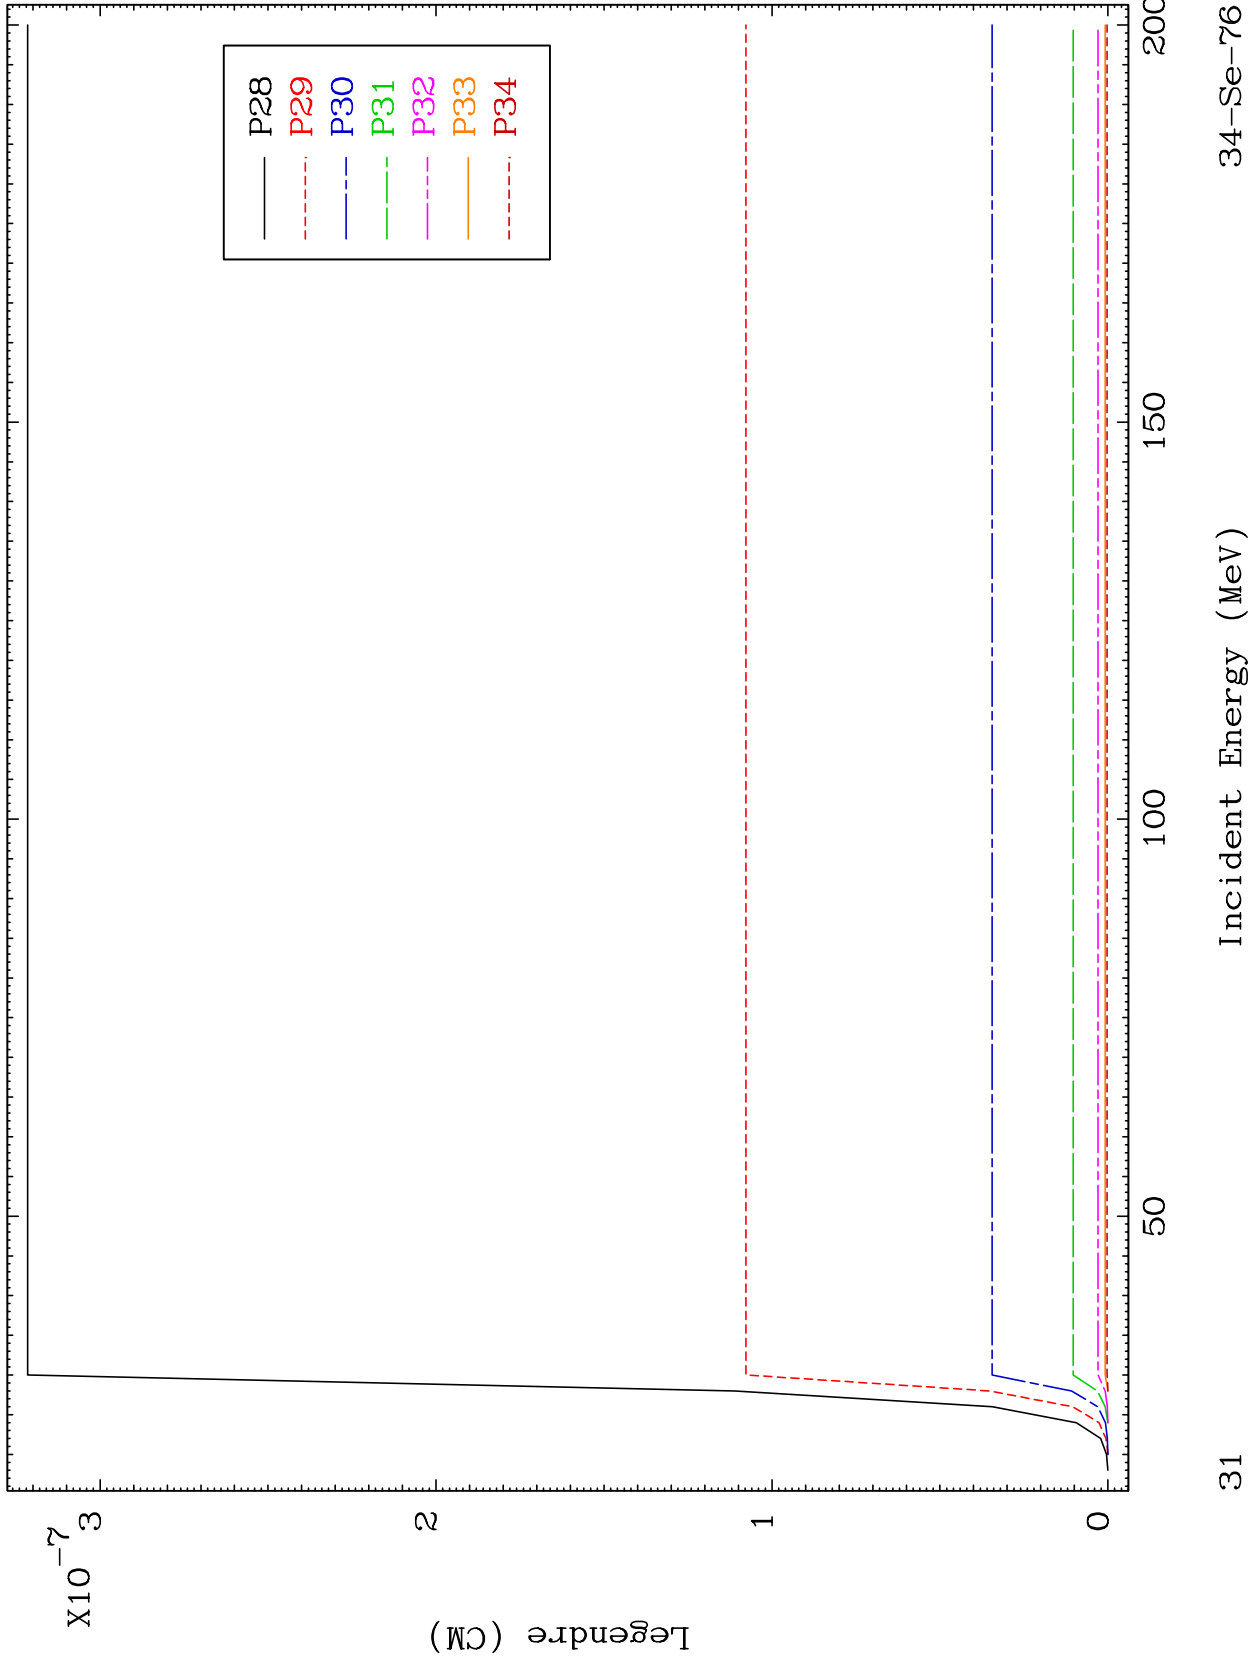 X10-7
3
2
1
0
Legendre (CM)
P28
P29
P30
P31
P32
P33
P34
50
100
150
200
Incident Energy (MeV)
31
34-Se-76